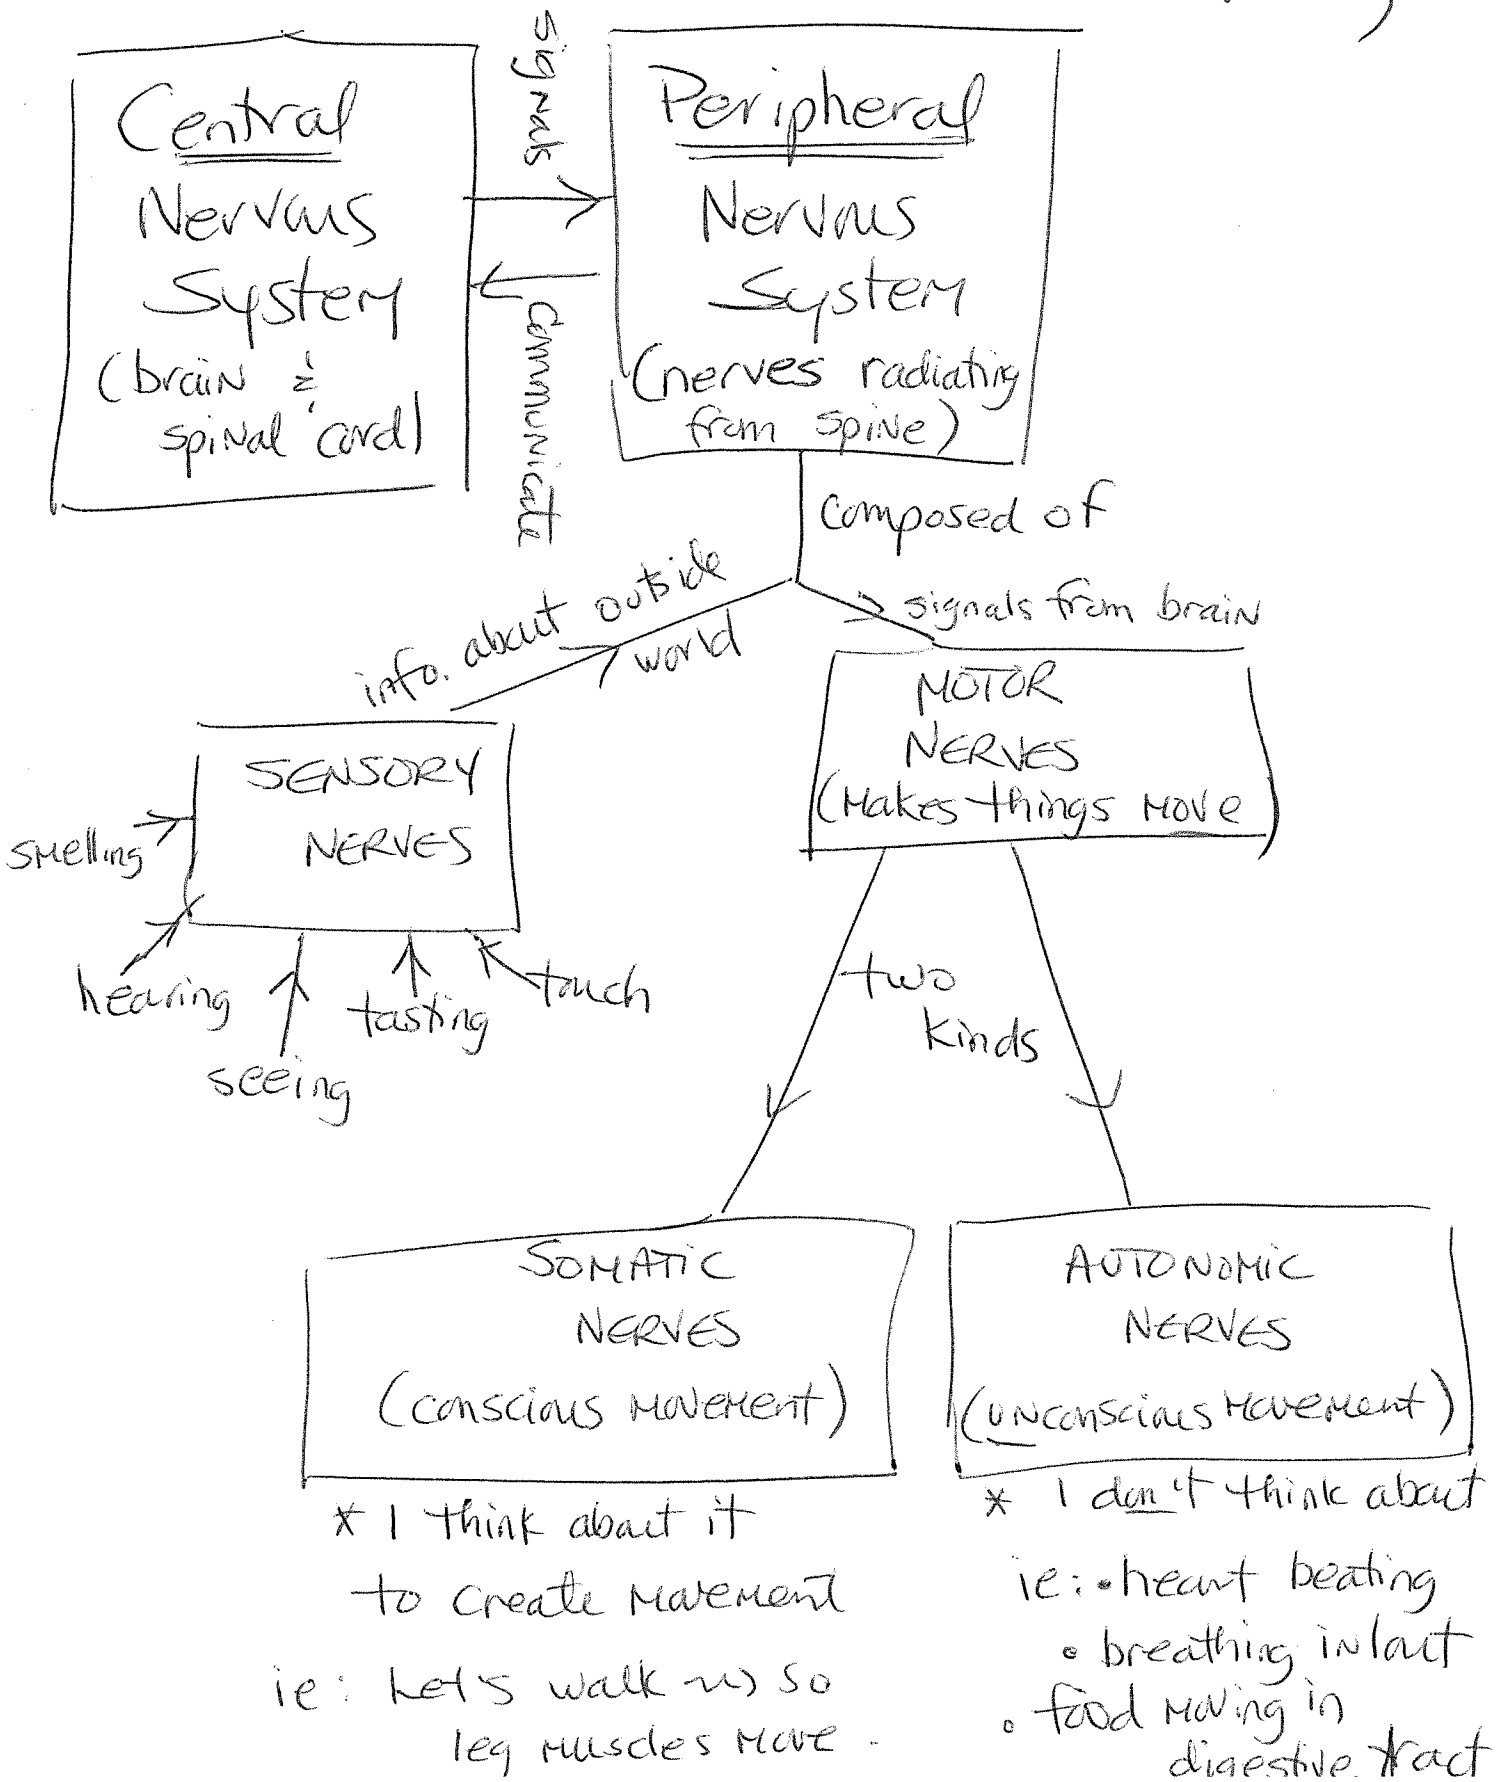 Central
Nervous
System
(brain &
spinal cord)
signals
communicate
Peripheral
Nervous
System
(nerves radiating
from spine)
composed of
info. about outside
world
signals from brain
SENSORY
NERVES
smelling
hearing
seeing
tasting
touch
MOTOR
NERVES
(makes things move)
two
kinds
SOMATIC
NERVES
(conscious movement)
* I think about it
to create movement
ie: Let's walk so
leg muscles move.
AUTONOMIC
NERVES
(unconscious movement)
* I don't think about
ie: • heart beating
• breathing in/out
• food moving in
digestive tract